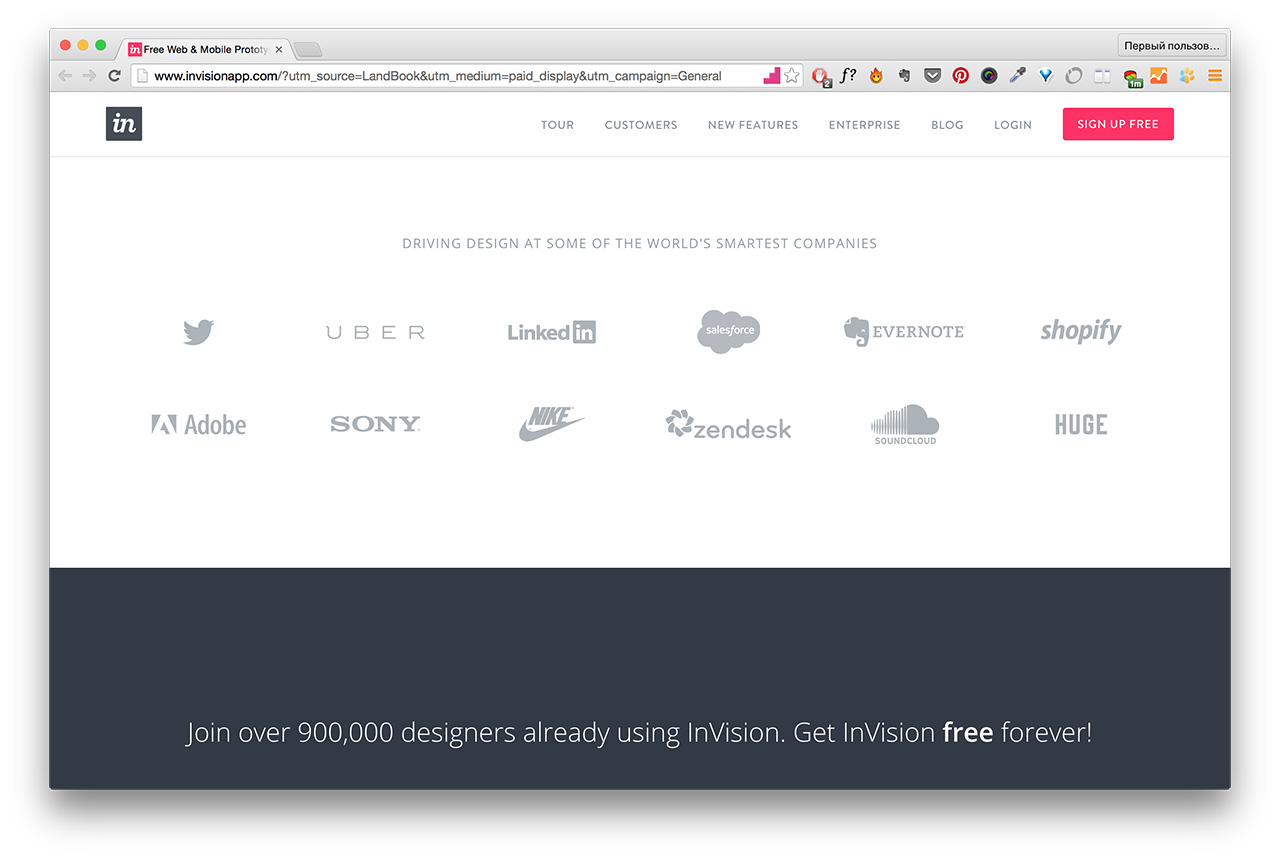 in Free Web & Mobile Prototy
Первый пользов...
www.invisionapp.com/?utm_source=LandBook&utm_medium=paid_display&utm_campaign=General
2
f?
1m
in
TOUR CUSTOMERS NEW FEATURES ENTERPRISE BLOG LOGIN SIGN UP FREE
DRIVING DESIGN AT SOME OF THE WORLD'S SMARTEST COMPANIES
UBER LinkedIn salesforce EVERNOTE shopify
Adobe SONY NIKE zendesk SOUNDCLOUD HUGE
Join over 900,000 designers already using InVision. Get InVision free forever!